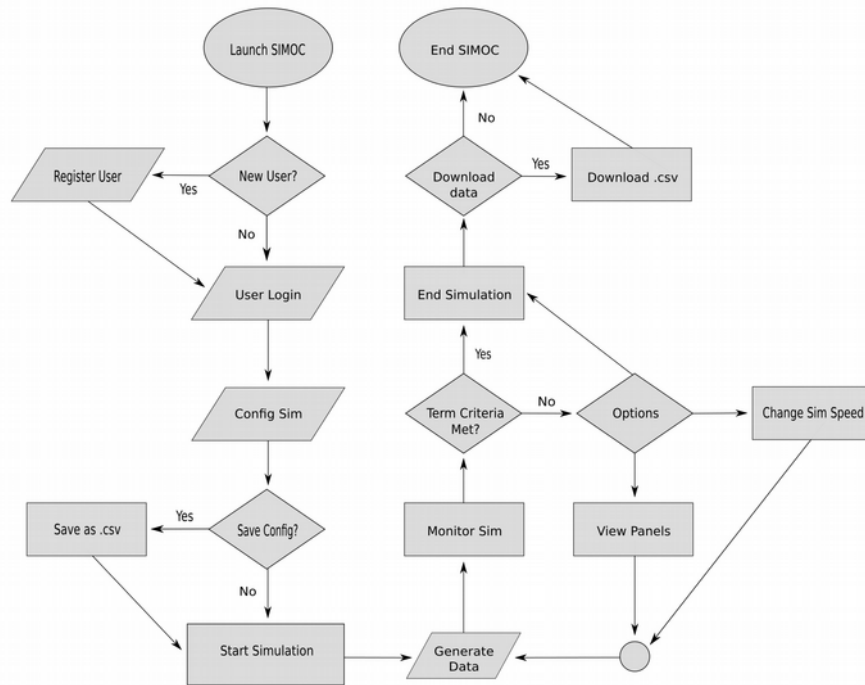 Launch SIMOC
New User?
Yes
Register User
No
User Login
Config Sim
Save Config?
Yes
Save as .csv
No
Start Simulation
Generate
Data
Monitor Sim
Term Criteria
Met?
No
Options
Change Sim Speed
View Panels
Yes
End Simulation
Download
data
Yes
Download .csv
No
End SIMOC